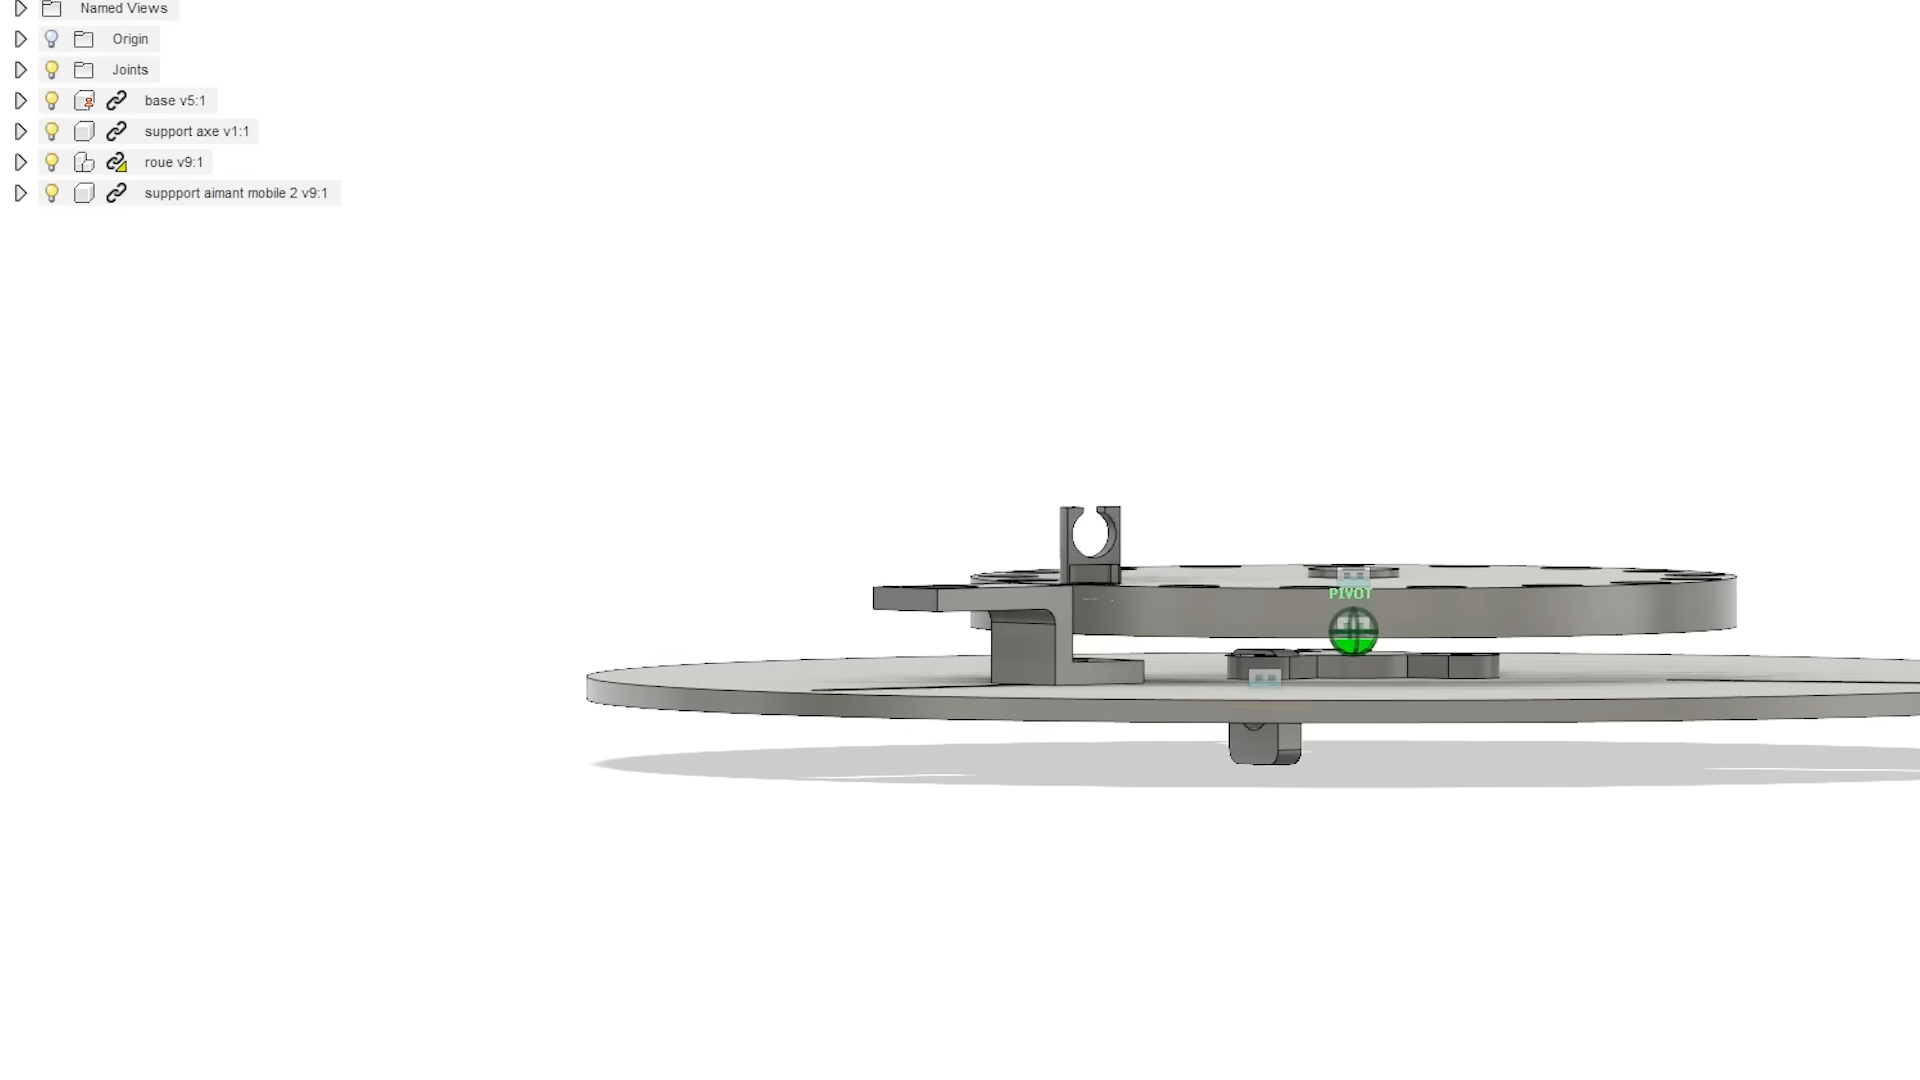 Named Views
Origin
Joints
base v5:1
support axe v1:1
roue v9:1
suppport aimant mobile 2 v9:1
PIVOT